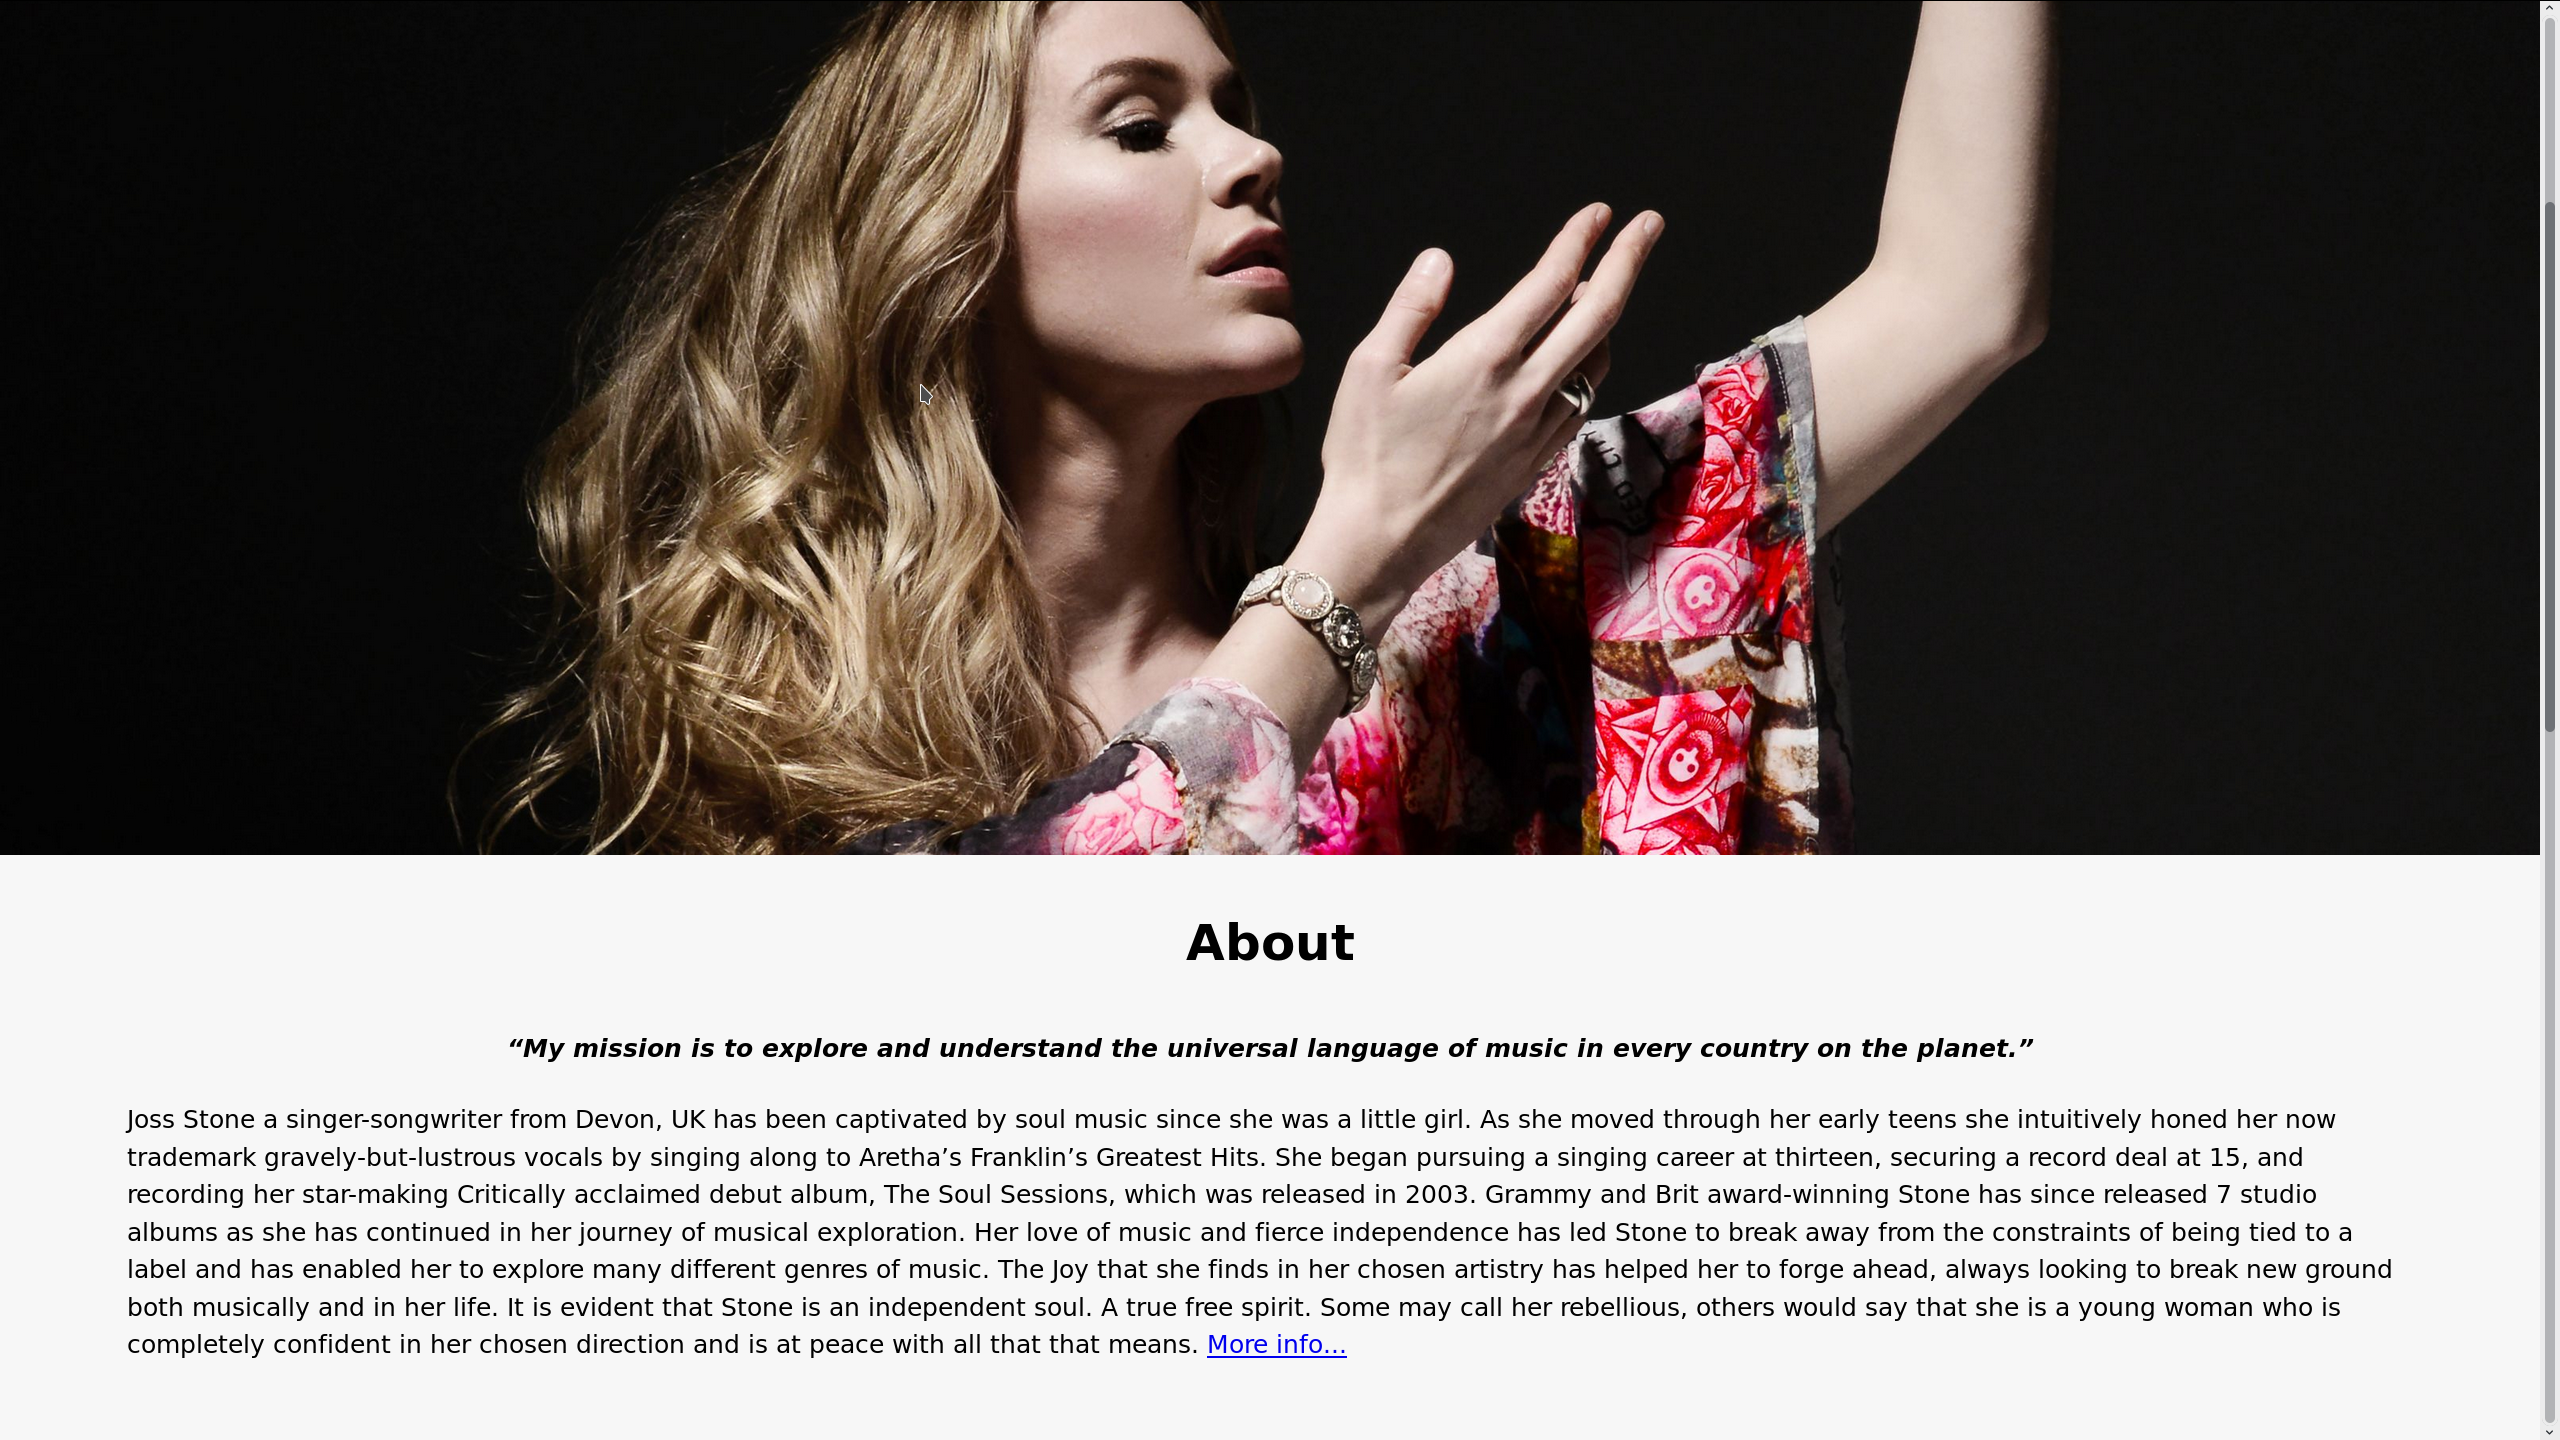 About
“My mission is to explore and understand the universal language of music in every country on the planet.”
Joss Stone a singer-songwriter from Devon, UK has been captivated by soul music since she was a little girl. As she moved through her early teens she intuitively honed her now
trademark gravely-but-lustrous vocals by singing along to Aretha’s Franklin’s Greatest Hits. She began pursuing a singing career at thirteen, securing a record deal at 15, and
recording her star-making Critically acclaimed debut album, The Soul Sessions, which was released in 2003. Grammy and Brit award-winning Stone has since released 7 studio
albums as she has continued in her journey of musical exploration. Her love of music and fierce independence has led Stone to break away from the constraints of being tied to a
label and has enabled her to explore many different genres of music. The Joy that she finds in her chosen artistry has helped her to forge ahead, always looking to break new ground
both musically and in her life. It is evident that Stone is an independent soul. A true free spirit. Some may call her rebellious, others would say that she is a young woman who is
completely confident in her chosen direction and is at peace with all that that means. More info...